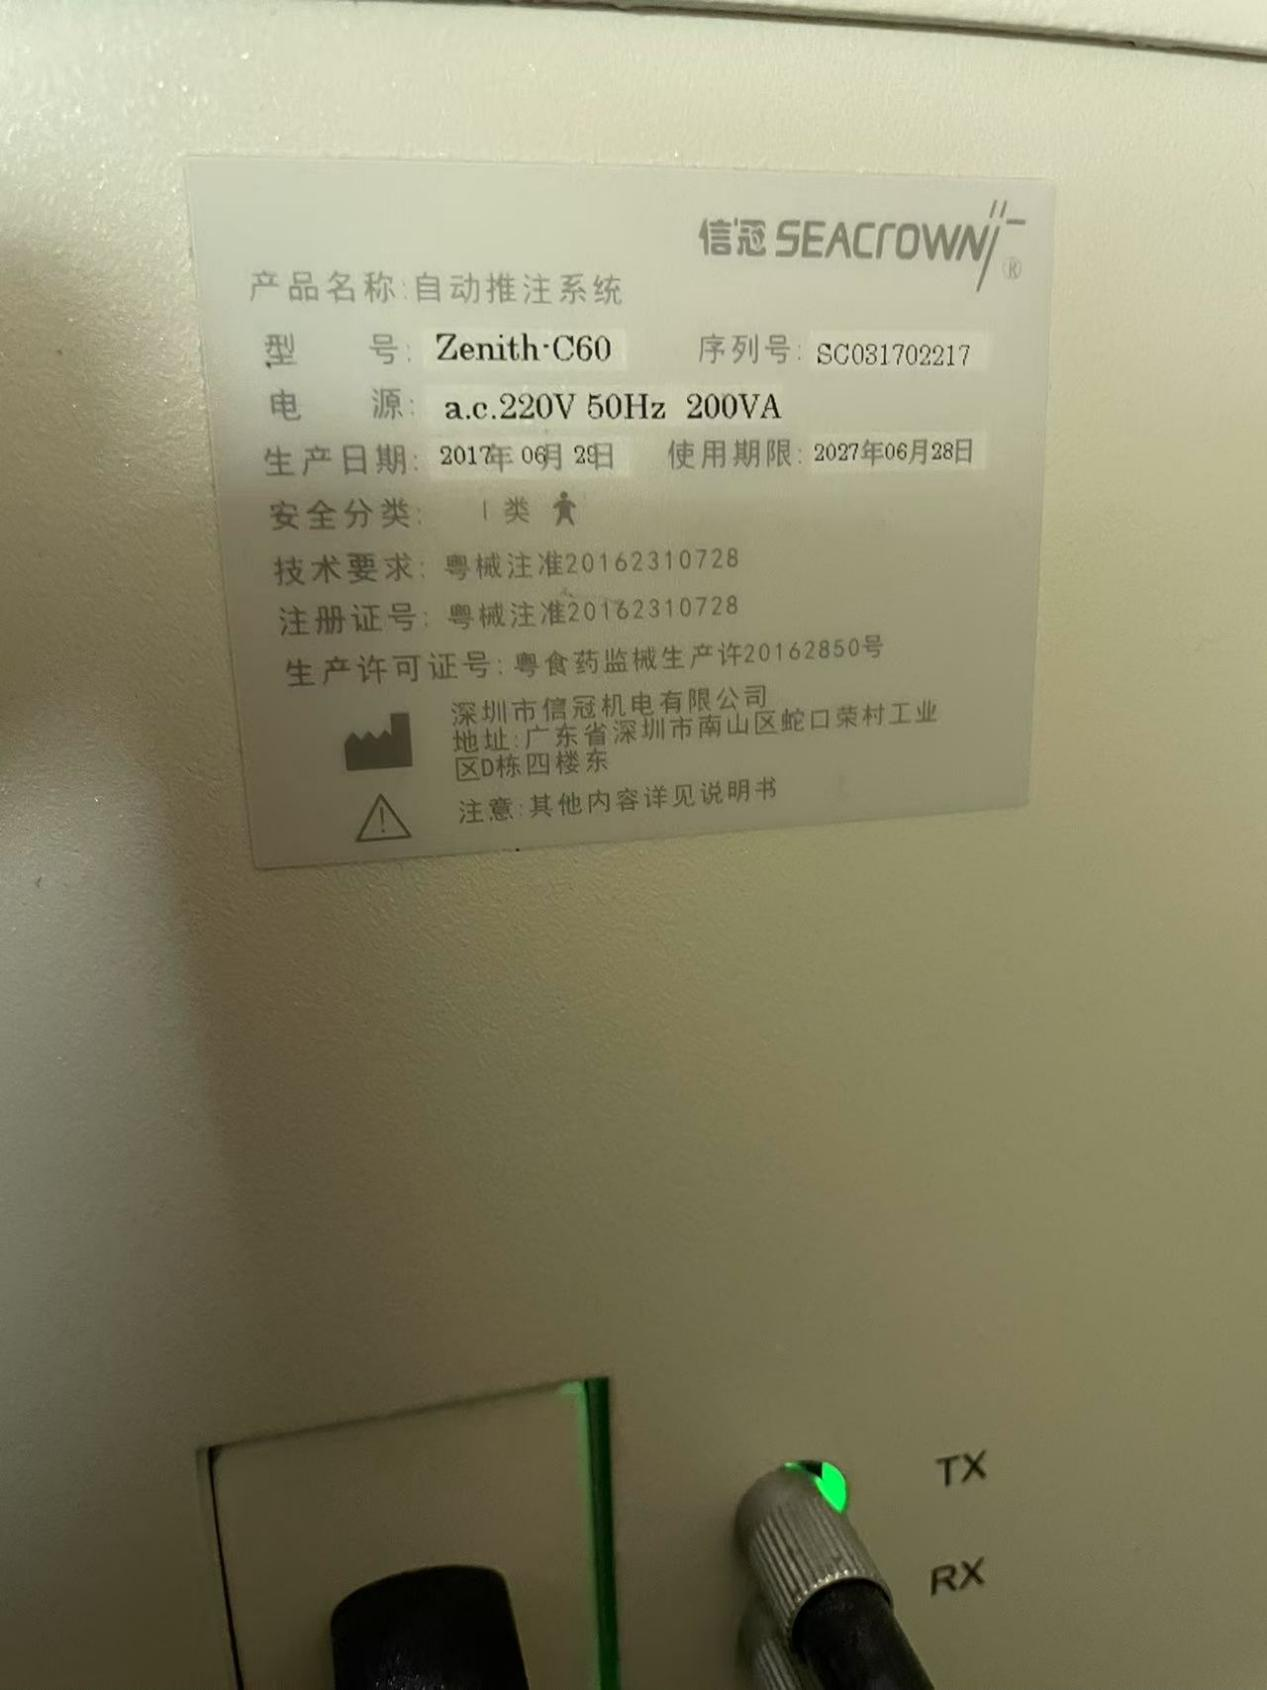 信冠 SEACROWN ®
产品名称:自动推注系统
型 号: Zenith-C60 序列号: SC031702217
电 源: a.c.220V 50Hz 200VA
生产日期: 2017年 06月 29日 使用期限: 2027年06月28日
安全分类: I 类
技术要求: 粤械注准20162310728
注册证号: 粤械注准20162310728
生产许可证号: 粤食药监械生产许20162850号
深圳市信冠机电有限公司
地址:广东省深圳市南山区蛇口荣村工业
区D栋四楼东
注意:其他内容详见说明书
TX
RX